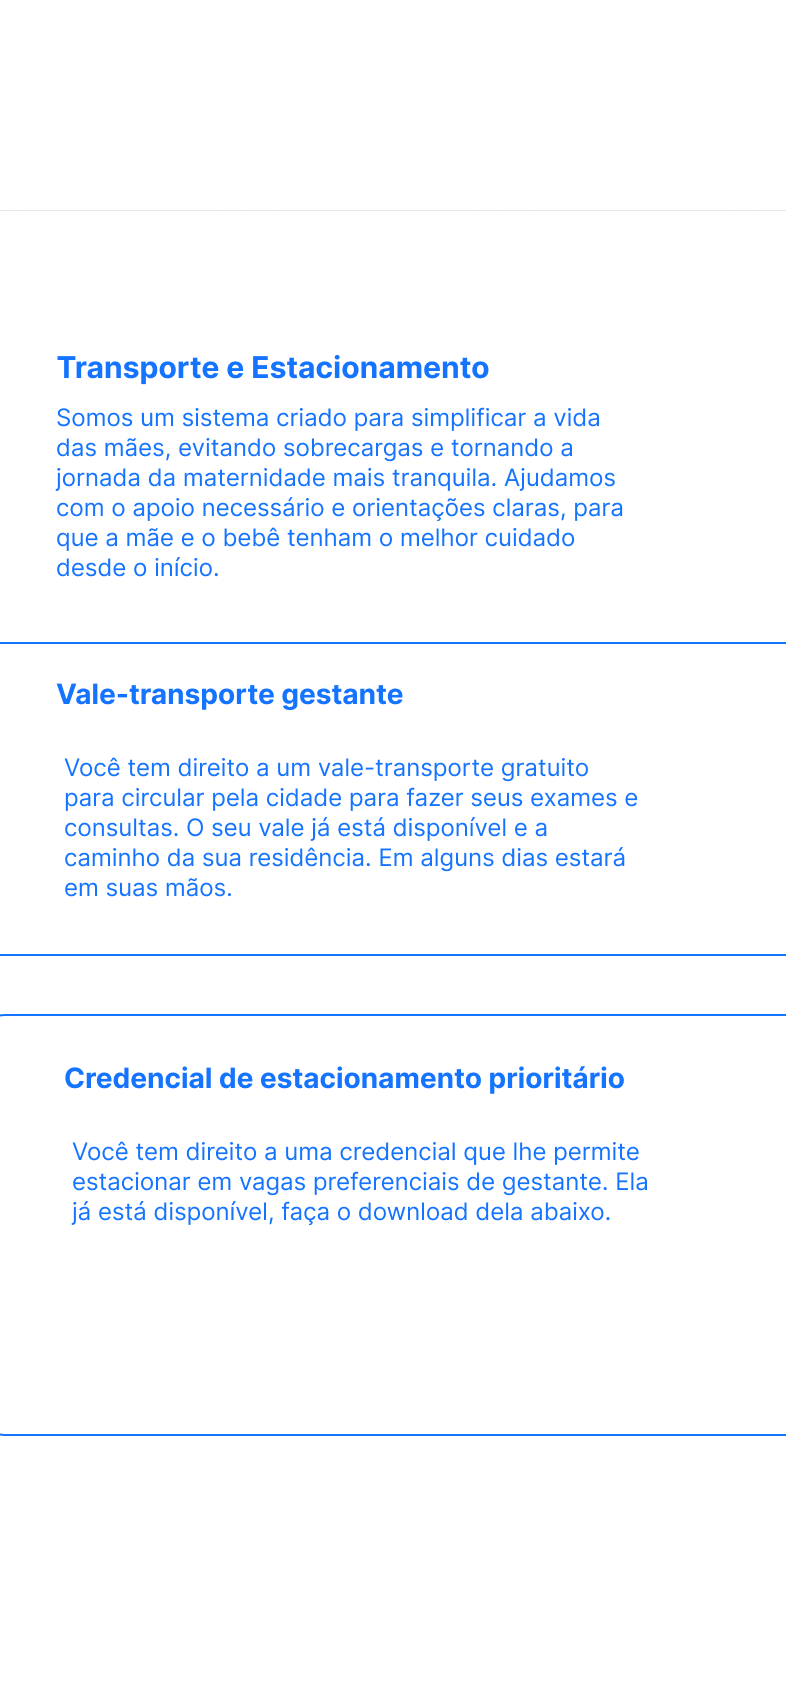 Transporte e Estacionamento
Somos um sistema criado para simplificar a vida
das mães, evitando sobrecargas e tornando a
jornada da maternidade mais tranquila. Ajudamos
com o apoio necessário e orientações claras, para
que a mãe e o bebê tenham o melhor cuidado
desde o início.
Vale-transporte gestante
Você tem direito a um vale-transporte gratuito
para circular pela cidade para fazer seus exames e
consultas. O seu vale já está disponível e a
caminho da sua residência. Em alguns dias estará
em suas mãos.
Credencial de estacionamento prioritário
Você tem direito a uma credencial que lhe permite
estacionar em vagas preferenciais de gestante. Ela
já está disponível, faça o download dela abaixo.